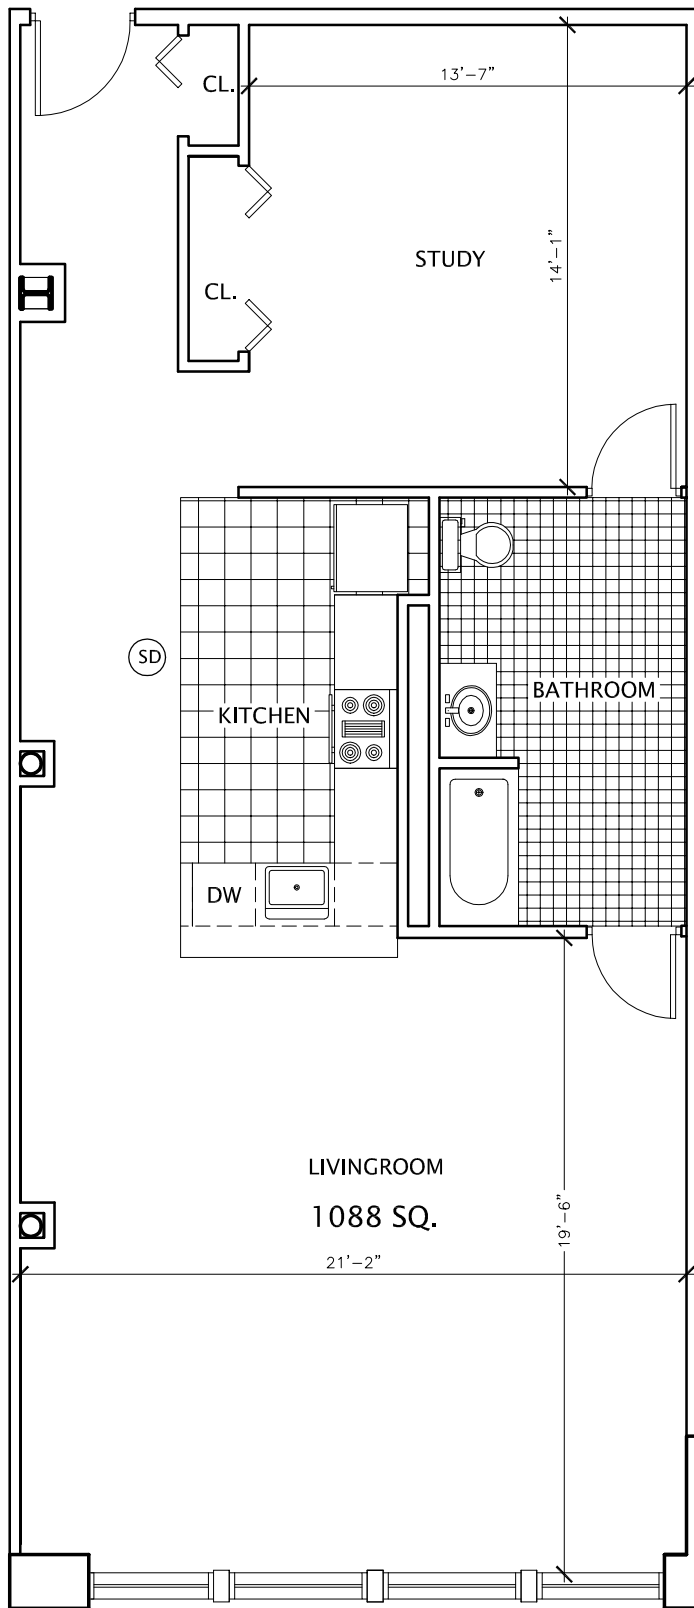 CL.
13'-7"
STUDY
14'-1"
CL.
SD
KITCHEN
BATHROOM
DW
LIVINGROOM
1088 SQ.
19'-6"
21'-2"